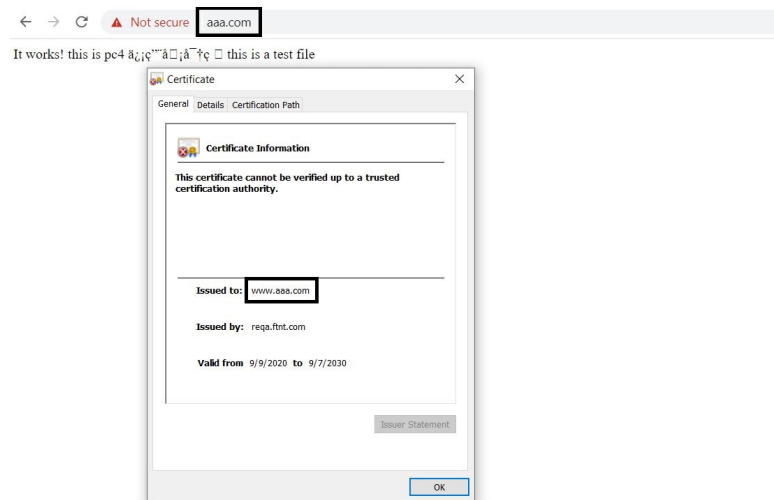 Not secure aaa.com
It works! this is pc4 ä¿¡ç”¨å□¡å¯†ç □ this is a test file
Certificate
General Details Certification Path
Certificate Information
This certificate cannot be verified up to a trusted
certification authority.
Issued to: www.aaa.com
Issued by: reqa.ftnt.com
Valid from 9/9/2020 to 9/7/2030
Issuer Statement
OK